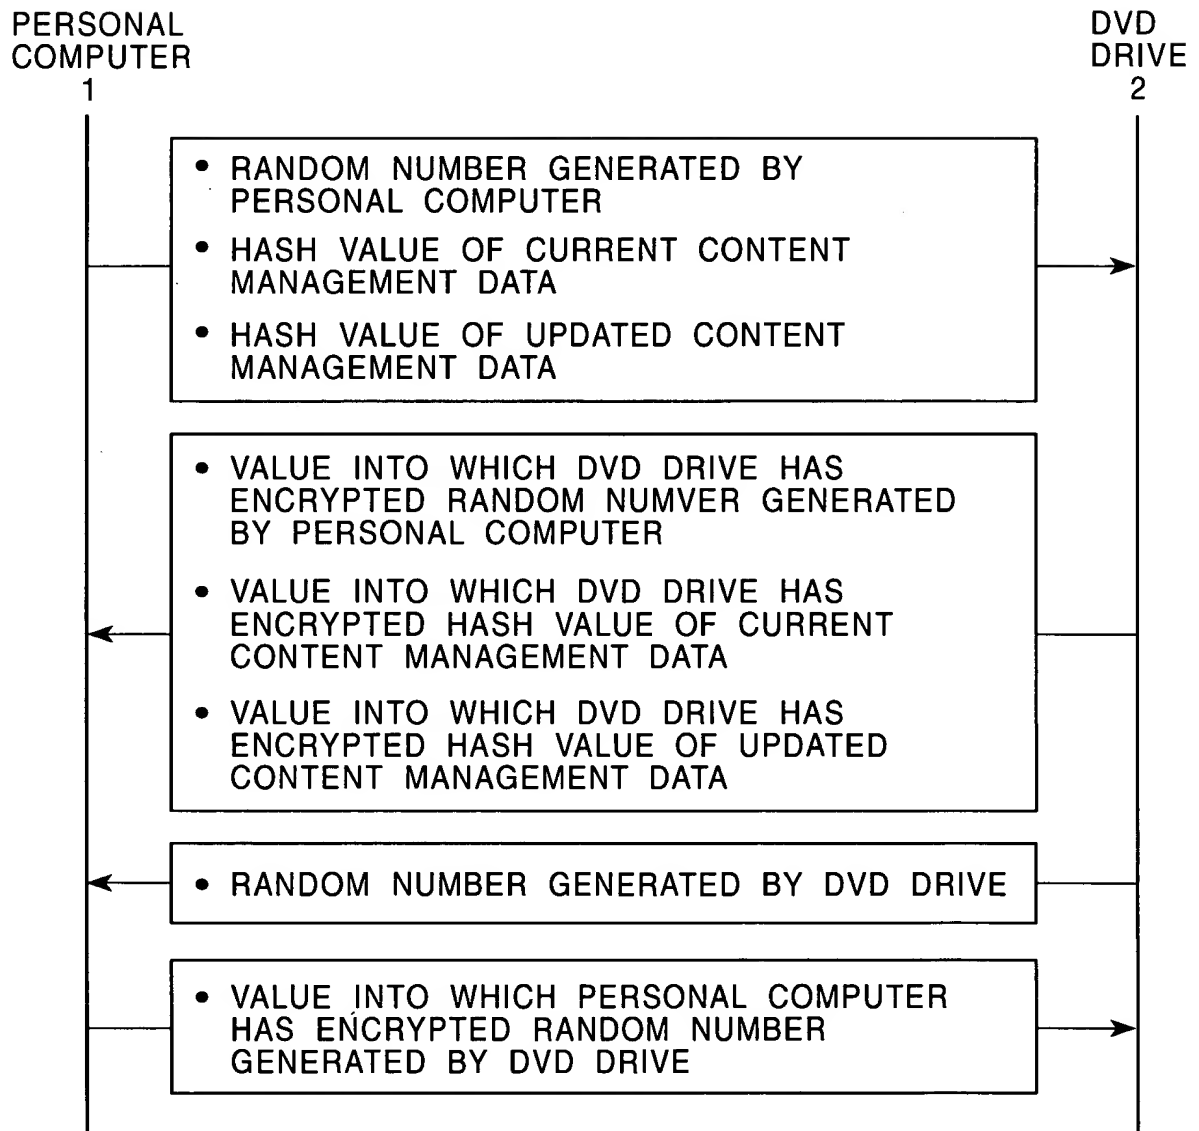 PERSONAL
COMPUTER
1
DVD
DRIVE
2
• RANDOM NUMBER GENERATED BY
PERSONAL COMPUTER
• HASH VALUE OF CURRENT CONTENT
MANAGEMENT DATA
• HASH VALUE OF UPDATED CONTENT
MANAGEMENT DATA
• VALUE INTO WHICH DVD DRIVE HAS
ENCRYPTED RANDOM NUMVER GENERATED
BY PERSONAL COMPUTER
• VALUE INTO WHICH DVD DRIVE HAS
ENCRYPTED HASH VALUE OF CURRENT
CONTENT MANAGEMENT DATA
• VALUE INTO WHICH DVD DRIVE HAS
ENCRYPTED HASH VALUE OF UPDATED
CONTENT MANAGEMENT DATA
• RANDOM NUMBER GENERATED BY DVD DRIVE
• VALUE INTO WHICH PERSONAL COMPUTER
HAS ENCRYPTED RANDOM NUMBER
GENERATED BY DVD DRIVE